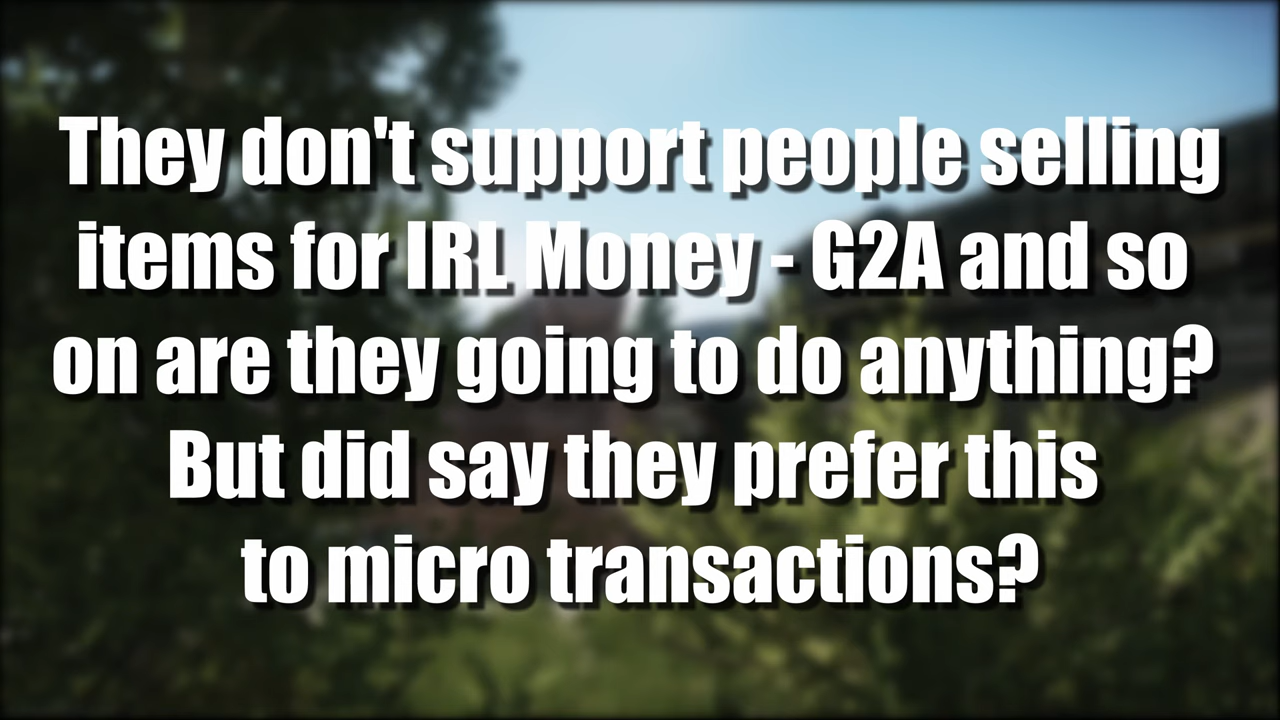 They don't support people selling
items for IRL Money - G2A and so
on are they going to do anything?
But did say they prefer this
to micro transactions?